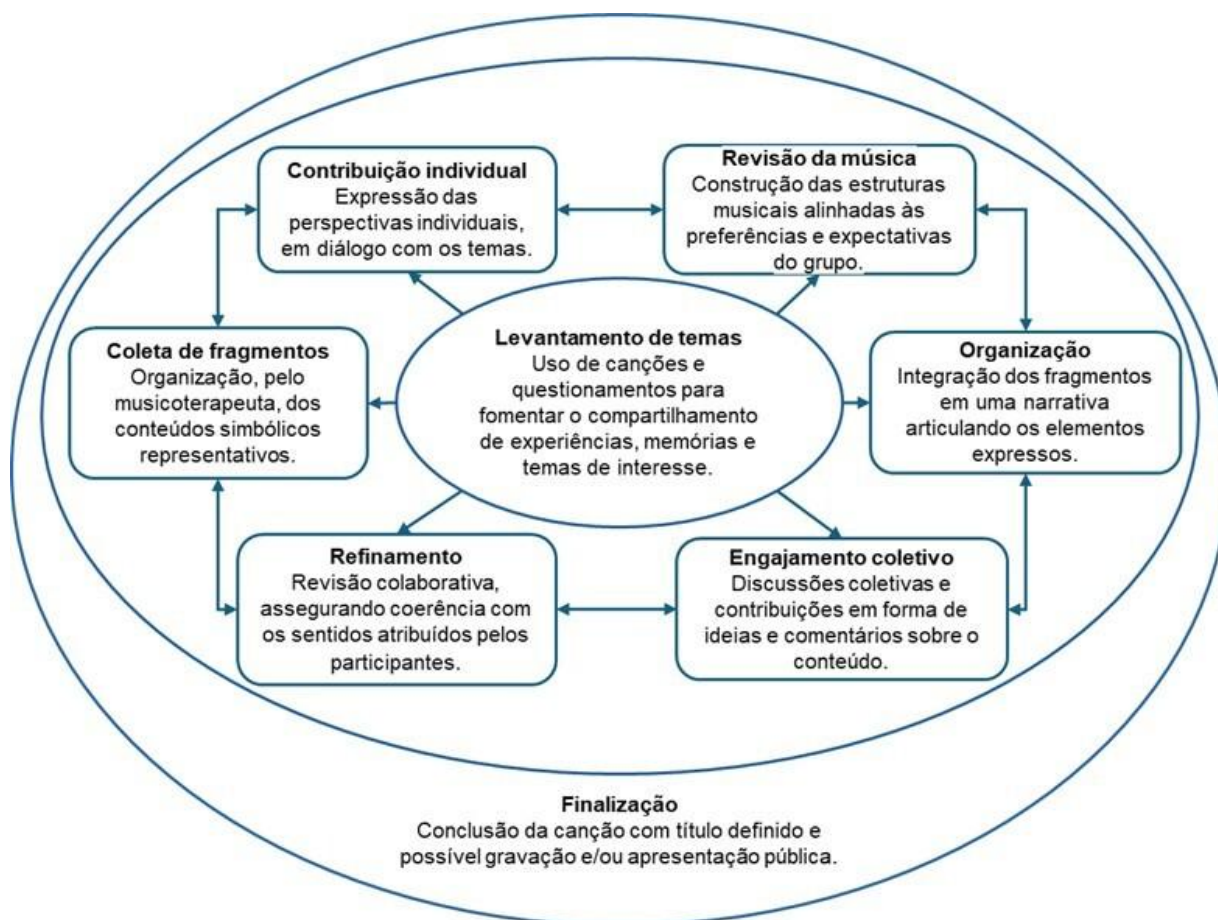 Contribuição individual
Expressão das
perspectivas individuais,
em diálogo com os temas.
Revisão da música
Construção das estruturas
musicais alinhadas às
preferências e expectativas
do grupo.
Coleta de fragmentos
Organização, pelo
musicoterapeuta, dos
conteúdos simbólicos
representativos.
Levantamento de temas
Uso de canções e
questionamentos para
fomentar o compartilhamento
de experiências, memórias e
temas de interesse.
Organização
Integração dos fragmentos
em uma narrativa
articulando os elementos
expressos.
Refinamento
Revisão colaborativa,
assegurando coerência com
os sentidos atribuídos pelos
participantes.
Engajamento coletivo
Discussões coletivas e
contribuições em forma de
ideias e comentários sobre o
conteúdo.
Finalização
Conclusão da canção com título definido e
possível gravação e/ou apresentação pública.